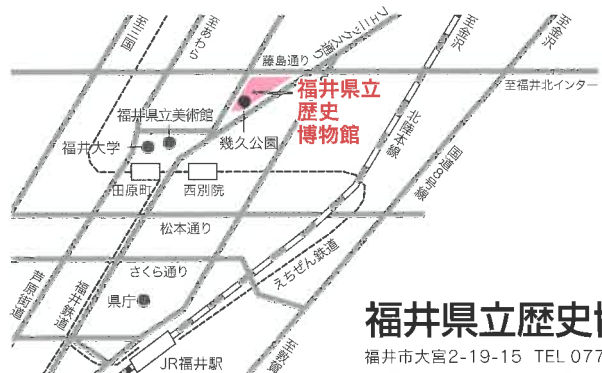 至三国
至あわら
フェニックス通り
至金沢
至金沢
藤島通り
至福井北インター
福井県立
歴史
博物館
福井県立美術館
幾久公園
福井大学
北陸本線
国道8号線
田原町
西別院
松本通り
えちぜん鉄道
さくら通り
芦原街道
福井鉄道
県庁
JR福井駅
至敦賀
福井県立歴史
福井市大宮2-19-15 TEL 077